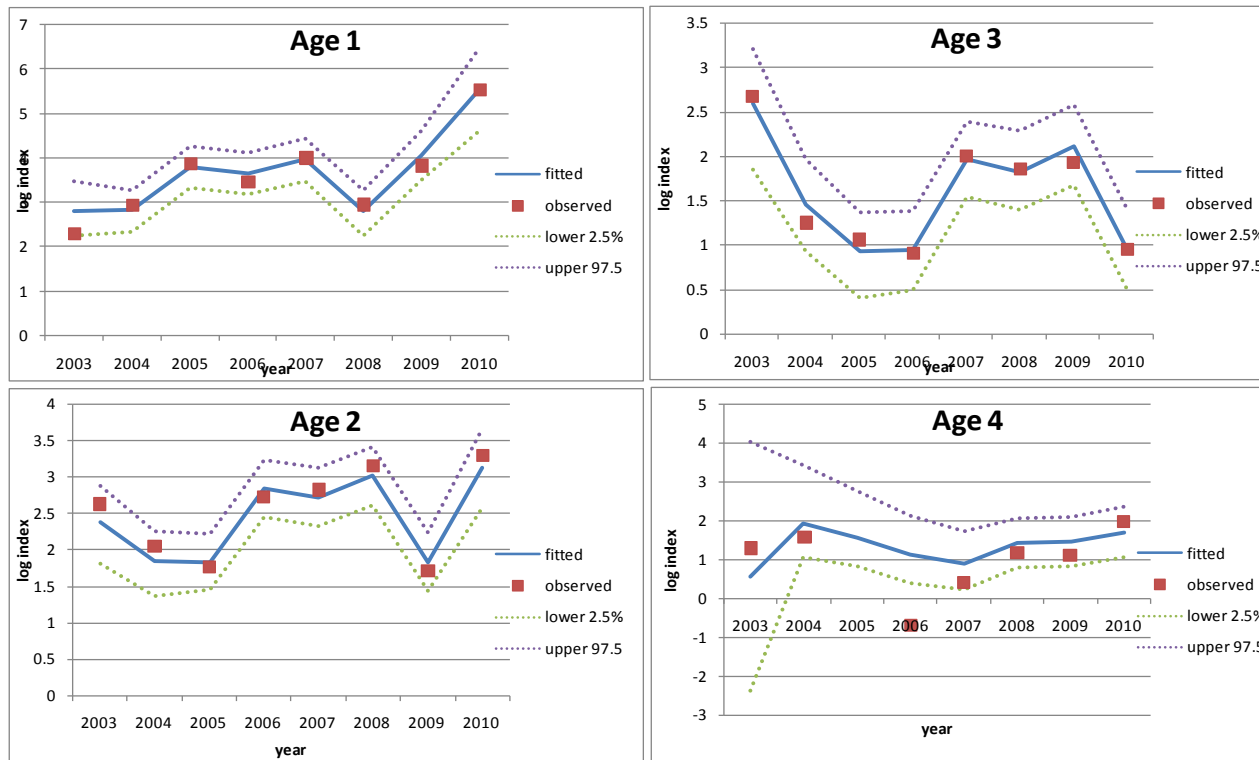 Age 1
7
6
5
4
3
2
1
0
log index
2003 2004 2005 2006 2007 2008 2009 2010
year
fitted
observed
lower 2.5%
upper 97.5
Age 3
3.5
3
2.5
2
1.5
1
0.5
0
log index
2003 2004 2005 2006 2007 2008 2009 2010
year
fitted
observed
lower 2.5%
upper 97.5
Age 2
4
3.5
3
2.5
2
1.5
1
0.5
0
log index
2003 2004 2005 2006 2007 2008 2009 2010
year
fitted
observed
lower 2.5%
upper 97.5
Age 4
5
4
3
2
1
0
-1
-2
-3
log index
2003 2004 2005 2006 2007 2008 2009 2010
year
fitted
observed
lower 2.5%
upper 97.5